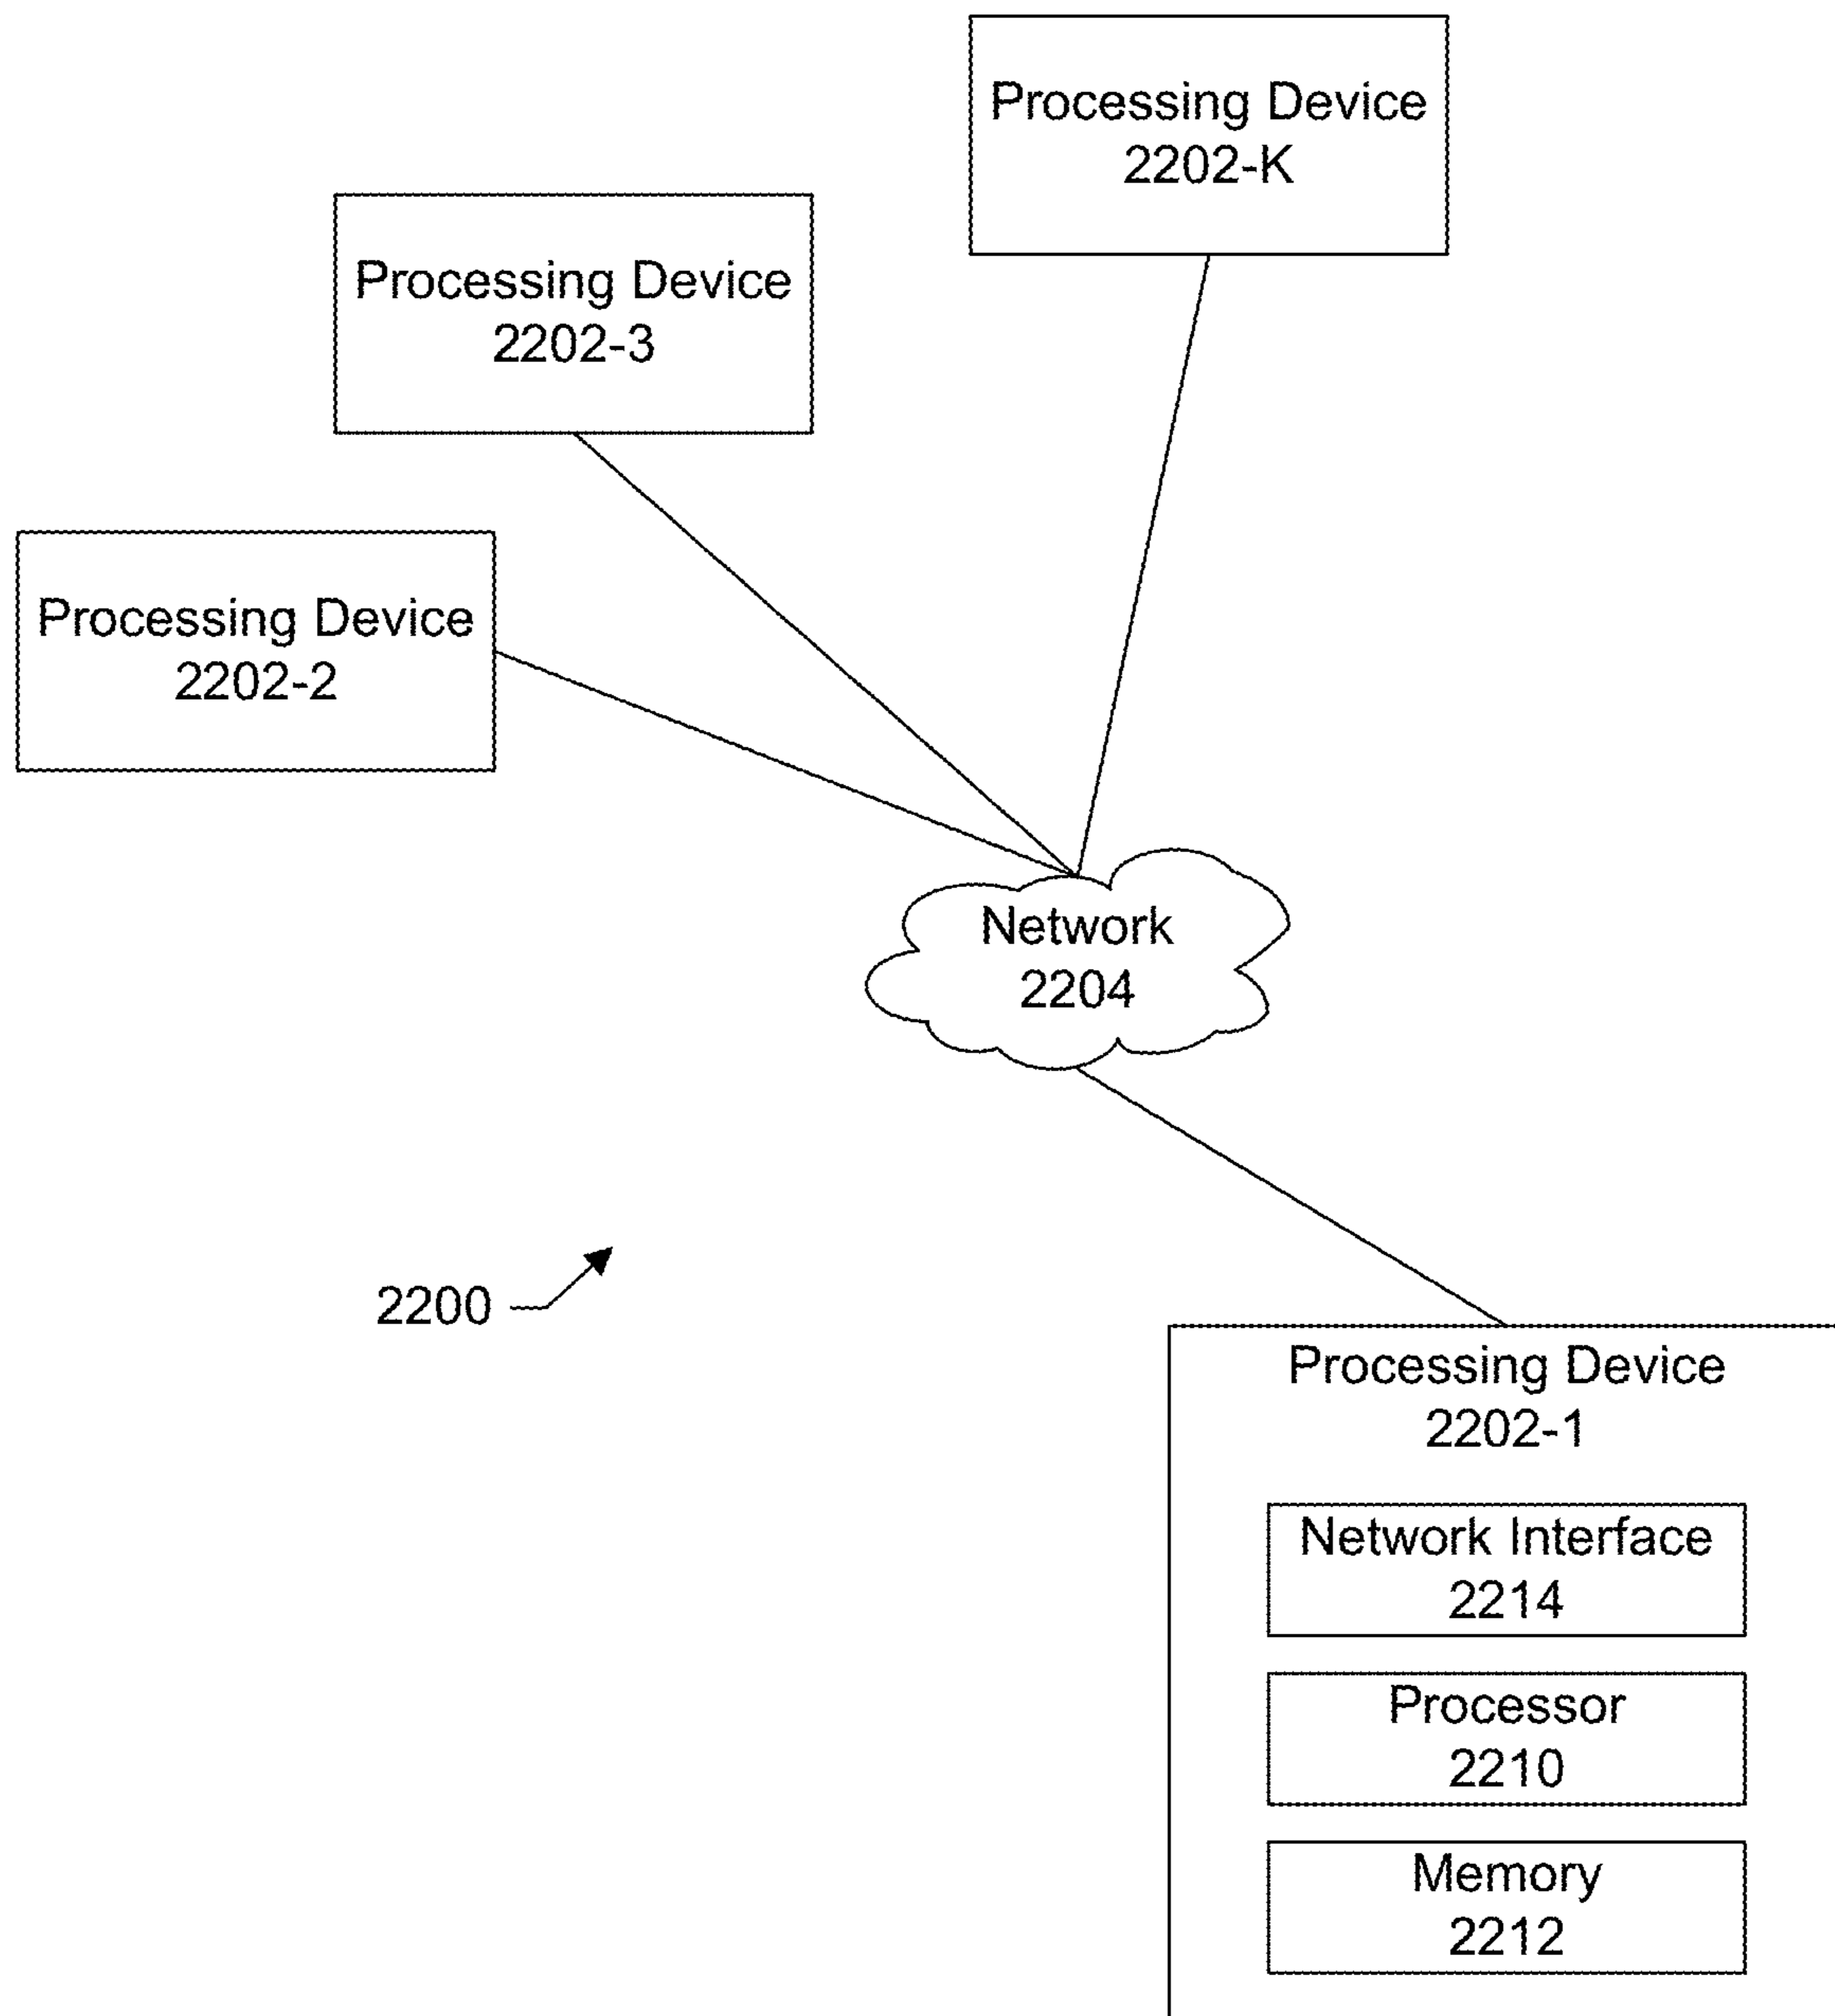 Processing Device
2202-K
Processing Device
2202-3
Processing Device
2202-2
Network
2204
2200
Processing Device
2202-1
Network Interface
2214
Processor
2210
Memory
2212